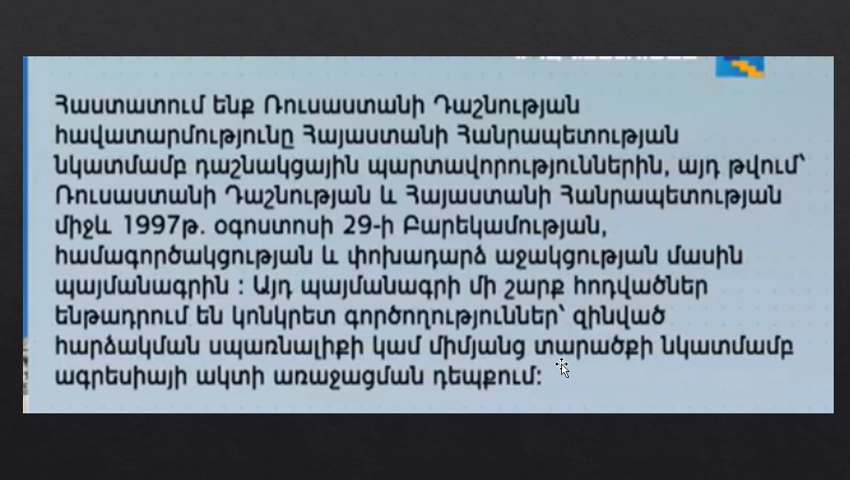 Հաստատում ենք Ռուսաստանի Դաշնության
հավատարմությունը Հայաստանի Հանրապետության
նկատմամբ դաշնակցային պարտավորություններին, այդ թվում՝
Ռուսաստանի Դաշնության և Հայաստանի Հանրապետության
միջև 1997թ. օգոստոսի 29-ի Բարեկամության,
համագործակցության և փոխադարձ աջակցության մասին
պայմանագրին : Այդ պայմանագրի մի շարք հոդվածներ
ենթադրում են կոնկրետ գործողություններ՝ զինված
հարձակման սպառնալիքի կամ միմյանց տարածքի նկատմամբ
ագրեսիայի ակտի առաջացման դեպքում: